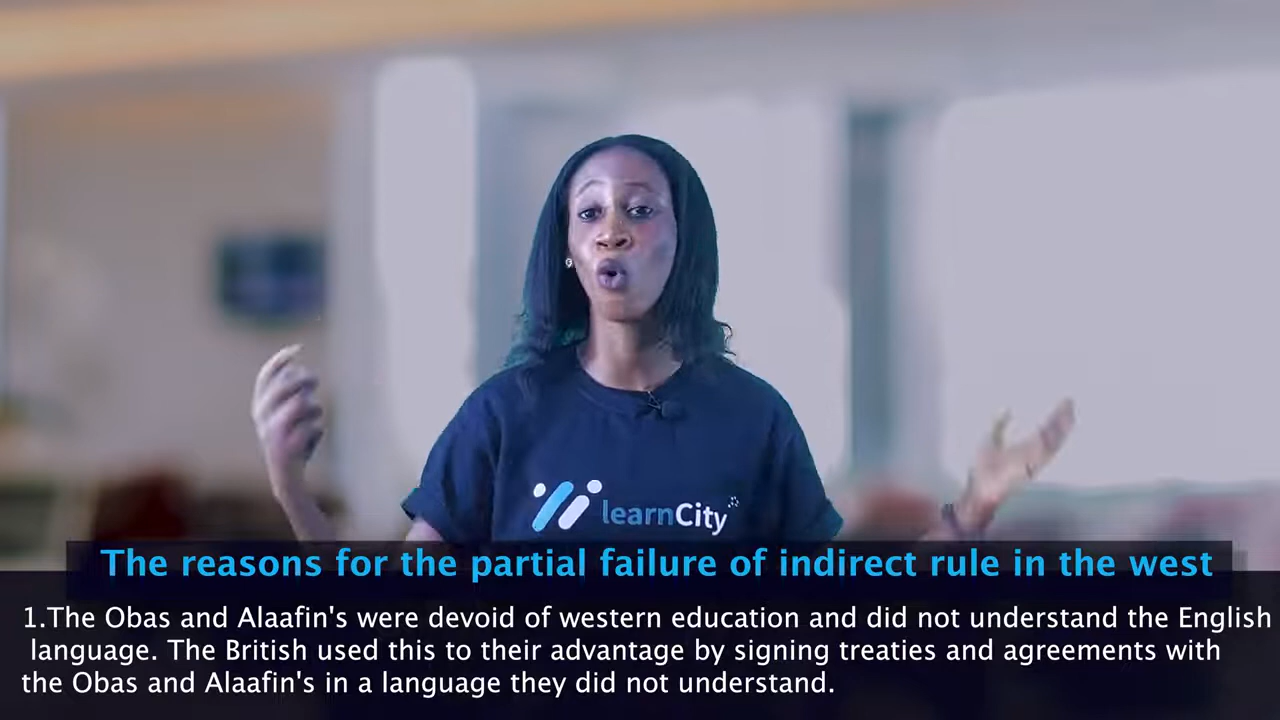 learnCity
The reasons for the partial failure of indirect rule in the west
1.The Obas and Alaafin's were devoid of western education and did not understand the English
language. The British used this to their advantage by signing treaties and agreements with
the Obas and Alaafin's in a language they did not understand.